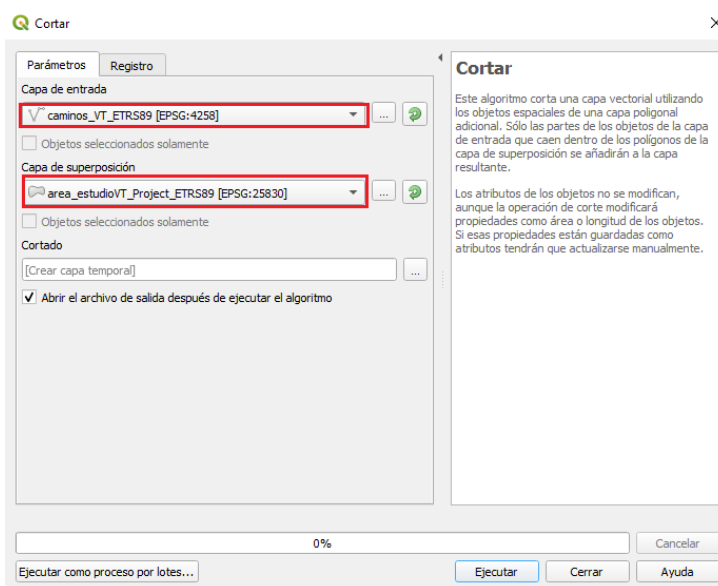 Cortar
Parámetros
Registro
Capa de entrada
caminos_VT_ETRS89 [EPSG:4258]
...
Objetos seleccionados solamente
Capa de superposición
area_estudioVT_Project_ETRS89 [EPSG:25830]
...
Objetos seleccionados solamente
Cortado
[Crear capa temporal]
...
Abrir el archivo de salida después de ejecutar el algoritmo
Cortar
Este algoritmo corta una capa vectorial utilizando
los objetos espaciales de una capa poligonal
adicional. Sólo las partes de los objetos de la capa
de entrada que caen dentro de los polígonos de la
capa de superposición se añadirán a la capa
resultante.
Los atributos de los objetos no se modifican,
aunque la operación de corte modificará
propiedades como área o longitud de los objetos.
Si esas propiedades están guardadas como
atributos tendrán que actualizarse manualmente.
0%
Cancelar
Ejecutar como proceso por lotes...
Ejecutar
Cerrar
Ayuda